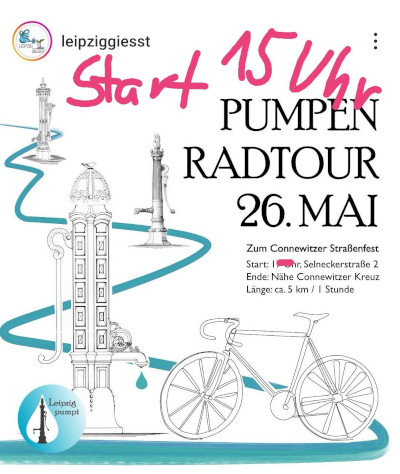 leipziggiesst
Start 15 Uhr
PUMPEN
RADTOUR
26. MAI
Zum Connewitzer Straßenfest
Start: 1 hr, Selneckerstraße 2
Ende: Nähe Connewitzer Kreuz
Länge: ca. 5 km / 1 Stunde
Leipzig
pumpt